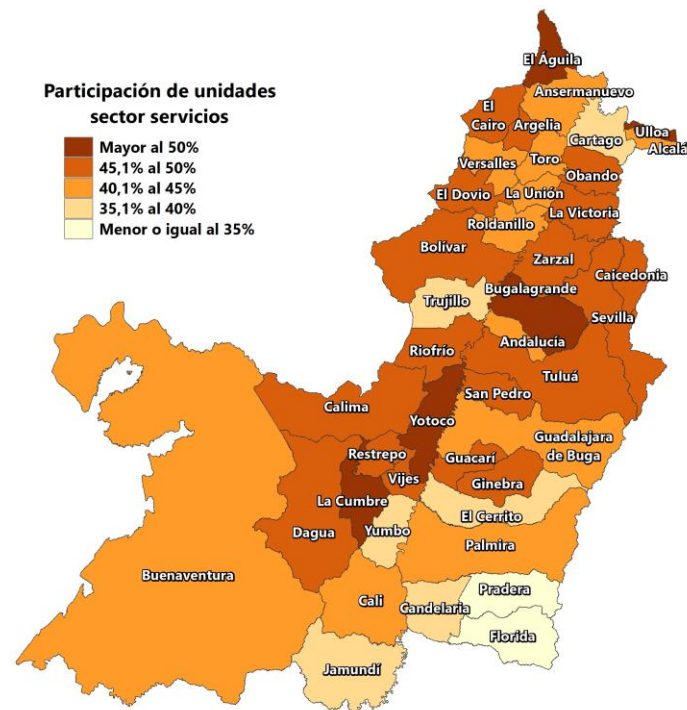 Participación de unidades
sector servicios
Mayor al 50%
45,1% al 50%
40,1% al 45%
35,1% al 40%
Menor o igual al 35%
El Águila
Ansermanuevo
El
Cairo
Argelia
Ulloa
Cartago
Alcalá
Versalles
Toro
Obando
El Dovio
La Unión
La Victoria
Roldanillo
Bolívar
Zarzal
Caicedonia
Bugalagrande
Trujillo
Sevilla
Andalucía
Riofrío
Tuluá
San Pedro
Calima
Yotoco
Guadalajara
de Buga
Restrepo
Guacarí
Vijes
Ginebra
La Cumbre
El Cerrito
Yumbo
Dagua
Palmira
Buenaventura
Pradera
Cali
Candelaria
Florida
Jamundí